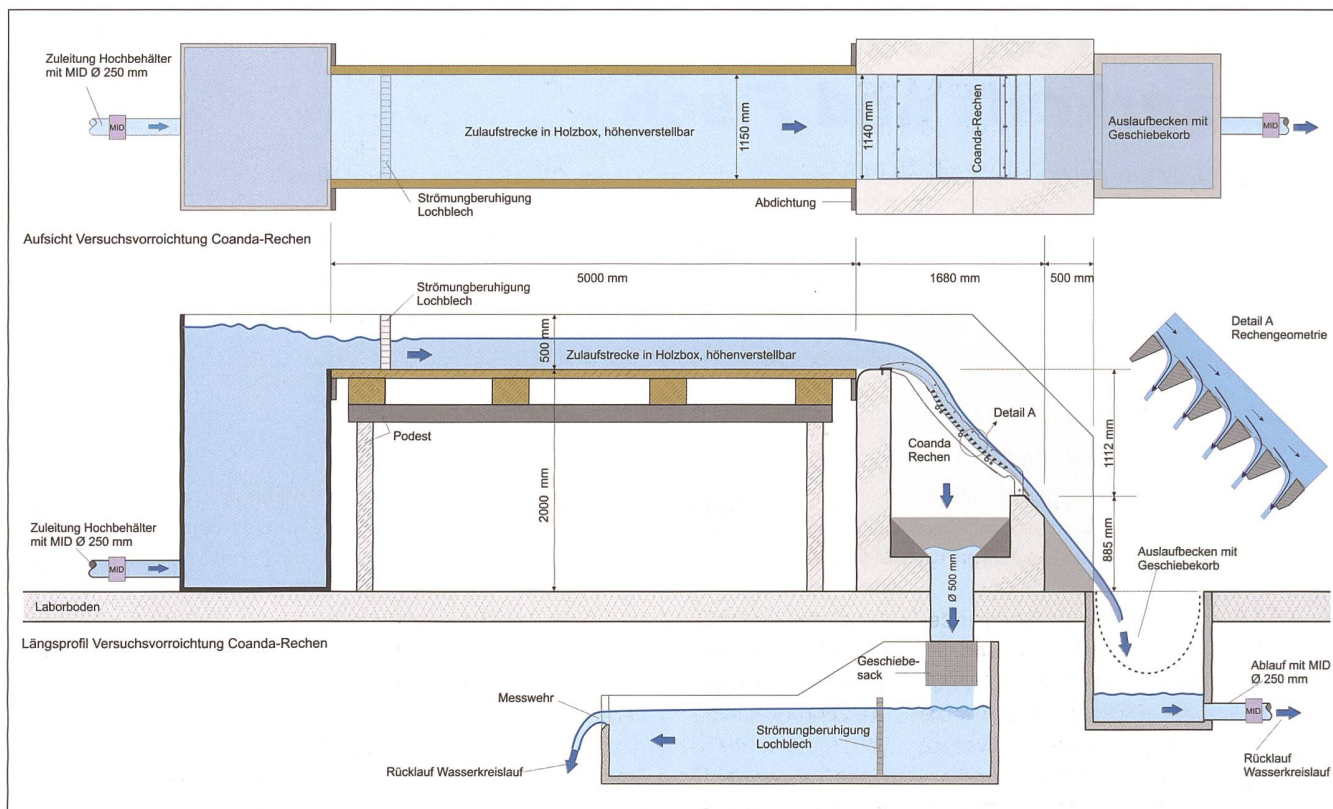 Zuleitung Hochbehälter
mit MID Ø 250 mm
MID
Zulaufstrecke in Holzbox, höhenverstellbar
1150 mm
1140 mm
Coanda-Rechen
Auslaufbecken mit
Geschiebekorb
MID
Strömungberuhigung
Lochblech
Abdichtung
Aufsicht Versuchsvorroichtung Coanda-Rechen
5000 mm
1680 mm
500 mm
Strömungberuhigung
Lochblech
500 mm
Zulaufstrecke in Holzbox, höhenverstellbar
Detail A
Rechengeometrie
Podest
2000 mm
Coanda
Rechen
Detail A
1112 mm
885 mm
Zuleitung Hochbehälter
mit MID Ø 250 mm
MID
Ø 500 mm
Auslaufbecken mit
Geschiebekorb
Laborboden
Längsprofil Versuchsvorroichtung Coanda-Rechen
Geschiebe-
sack
Messwehr
Strömungberuhigung
Lochblech
Rücklauf Wasserkreislauf
Ablauf mit MID
Ø 250 mm
MID
Rücklauf
Wasserkreislauf